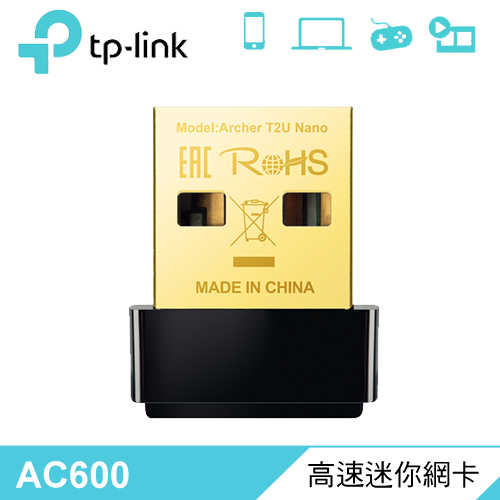 tp-link
Model:Archer T2U Nano
EAC RoHS
MADE IN CHINA
AC600
高速迷你網卡